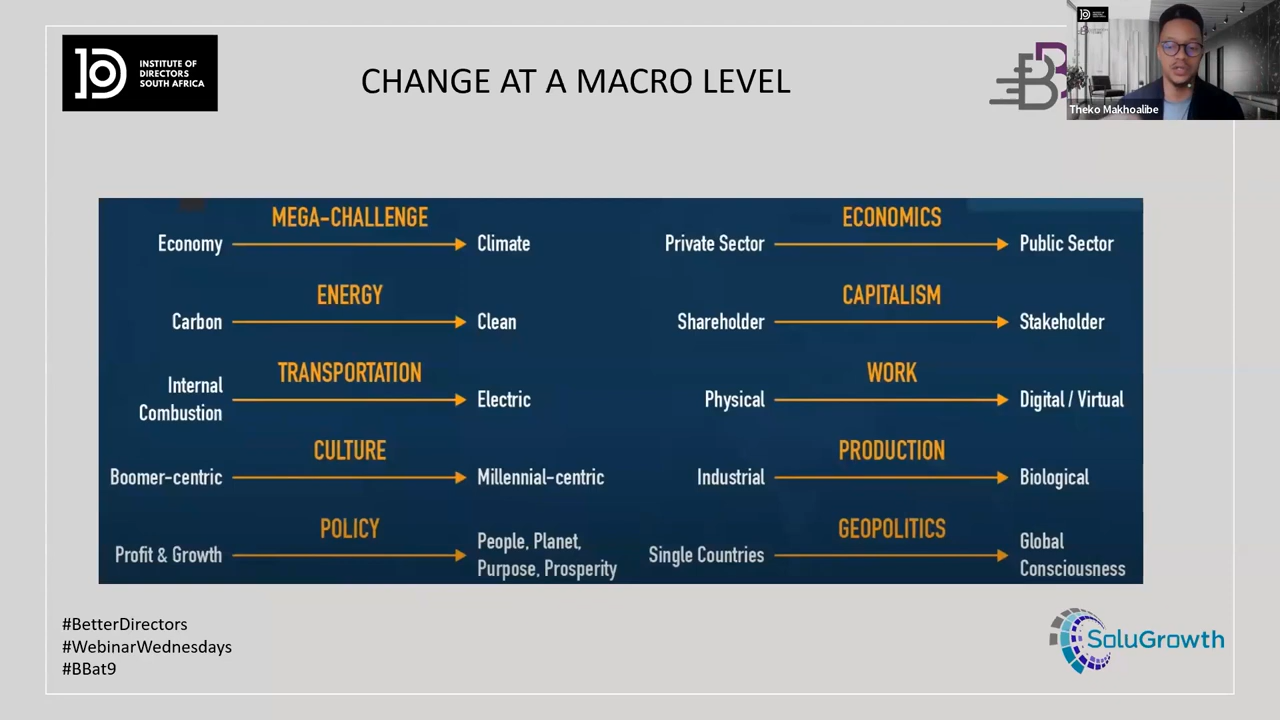 INSTITUTE OF
DIRECTORS
SOUTH AFRICA
CHANGE AT A MACRO LEVEL
Theko Makhoalibe
MEGA-CHALLENGE
Economy
Climate
ENERGY
Carbon
Clean
TRANSPORTATION
Internal
Combustion
Electric
CULTURE
Boomer-centric
Millennial-centric
POLICY
Profit & Growth
People, Planet,
Purpose, Prosperity
ECONOMICS
Private Sector
Public Sector
CAPITALISM
Shareholder
Stakeholder
WORK
Physical
Digital / Virtual
PRODUCTION
Industrial
Biological
GEOPOLITICS
Single Countries
Global
Consciousness
#BetterDirectors
#WebinarWednesdays
#BBat9
SoluGrowth